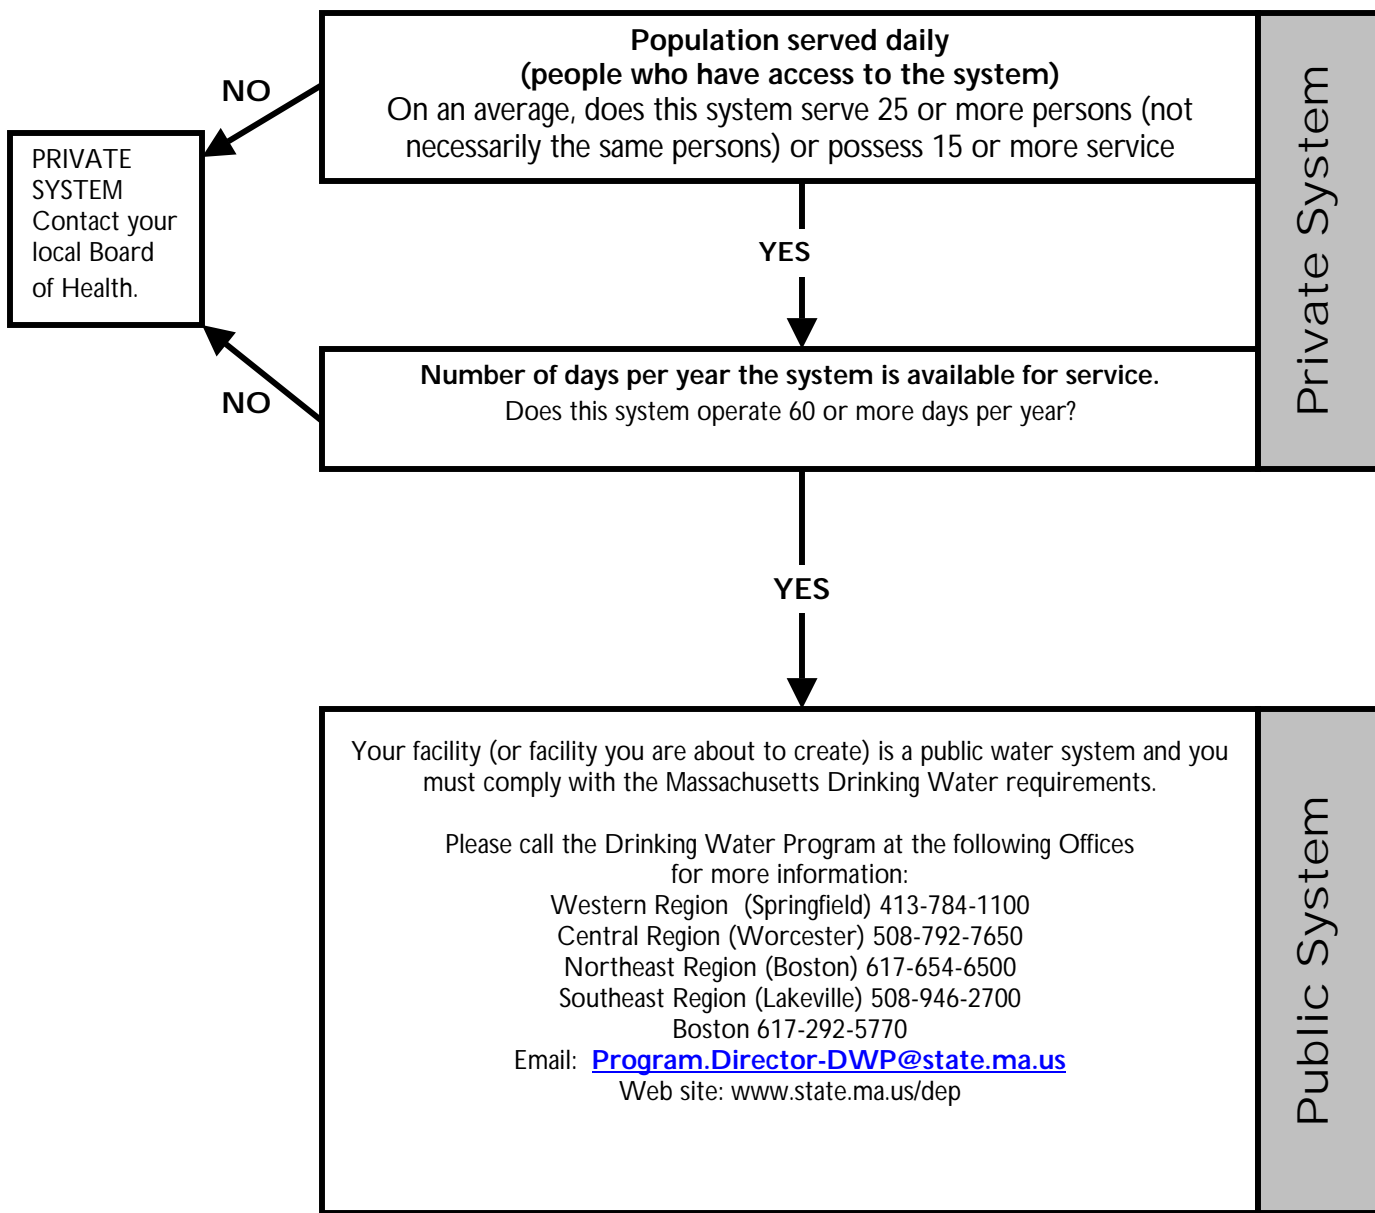 Population served daily
(people who have access to the system)
On an average, does this system serve 25 or more persons (not
necessarily the same persons) or possess 15 or more service
Private System
NO
PRIVATE
SYSTEM
Contact your
local Board
of Health.
YES
Number of days per year the system is available for service.
Does this system operate 60 or more days per year?
NO
YES
Your facility (or facility you are about to create) is a public water system and you
must comply with the Massachusetts Drinking Water requirements.
Please call the Drinking Water Program at the following Offices
for more information:
Western Region (Springfield) 413-784-1100
Central Region (Worcester) 508-792-7650
Northeast Region (Boston) 617-654-6500
Southeast Region (Lakeville) 508-946-2700
Boston 617-292-5770
Email: Program.Director-DWP@state.ma.us
Web site: www.state.ma.us/dep
Public System